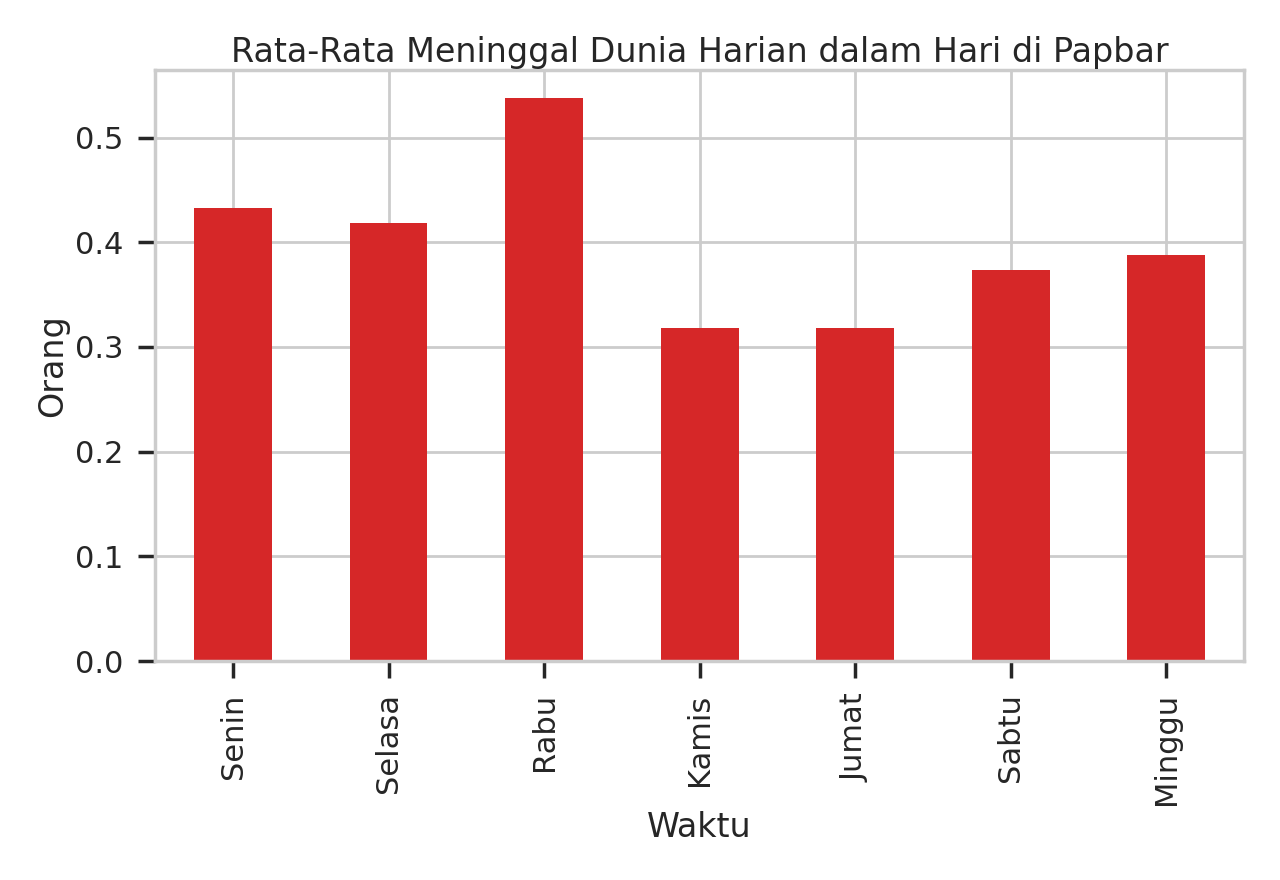 Rata-Rata Meninggal Dunia Harian dalam Hari di Papbar
Orang
0.5
0.4
0.3
0.2
0.1
0.0
Senin
Selasa
Rabu
Kamis
Jumat
Sabtu
Minggu
Waktu